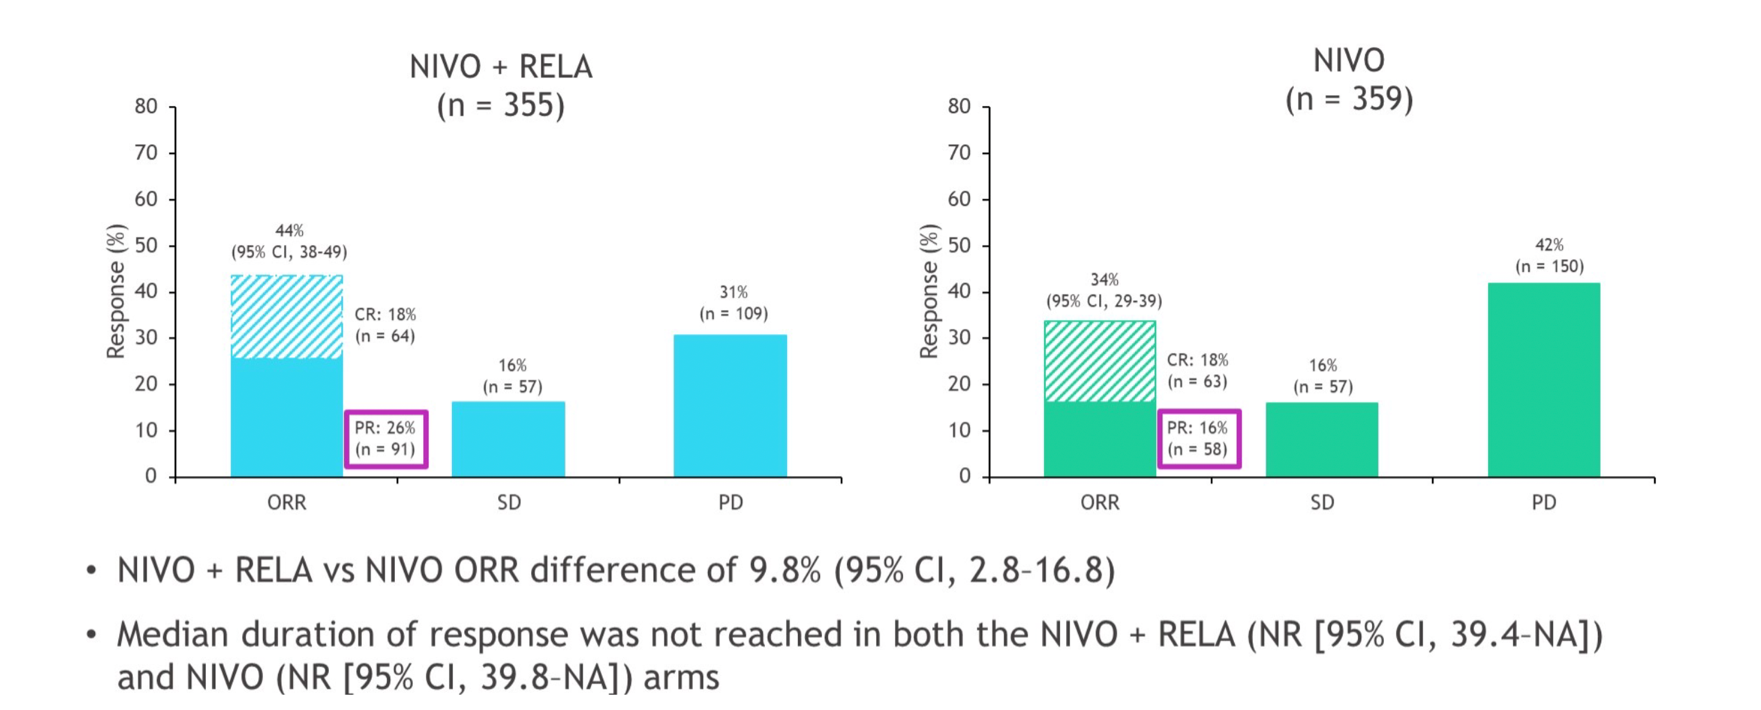 NIVO + RELA
(n = 355)
80
70
60
50
40
30
20
10
0
Response (%)
44%
(95% CI, 38-49)
CR: 18%
(n = 64)
PR: 26%
(n = 91)
16%
(n = 57)
31%
(n = 109)
ORR
SD
PD
NIVO
(n = 359)
80
70
60
50
40
30
20
10
0
Response (%)
34%
(95% CI, 29-39)
CR: 18%
(n = 63)
PR: 16%
(n = 58)
16%
(n = 57)
42%
(n = 150)
ORR
SD
PD
• NIVO + RELA vs NIVO ORR difference of 9.8% (95% CI, 2.8–16.8)
• Median duration of response was not reached in both the NIVO + RELA (NR [95% CI, 39.4–NA])
and NIVO (NR [95% CI, 39.8–NA]) arms